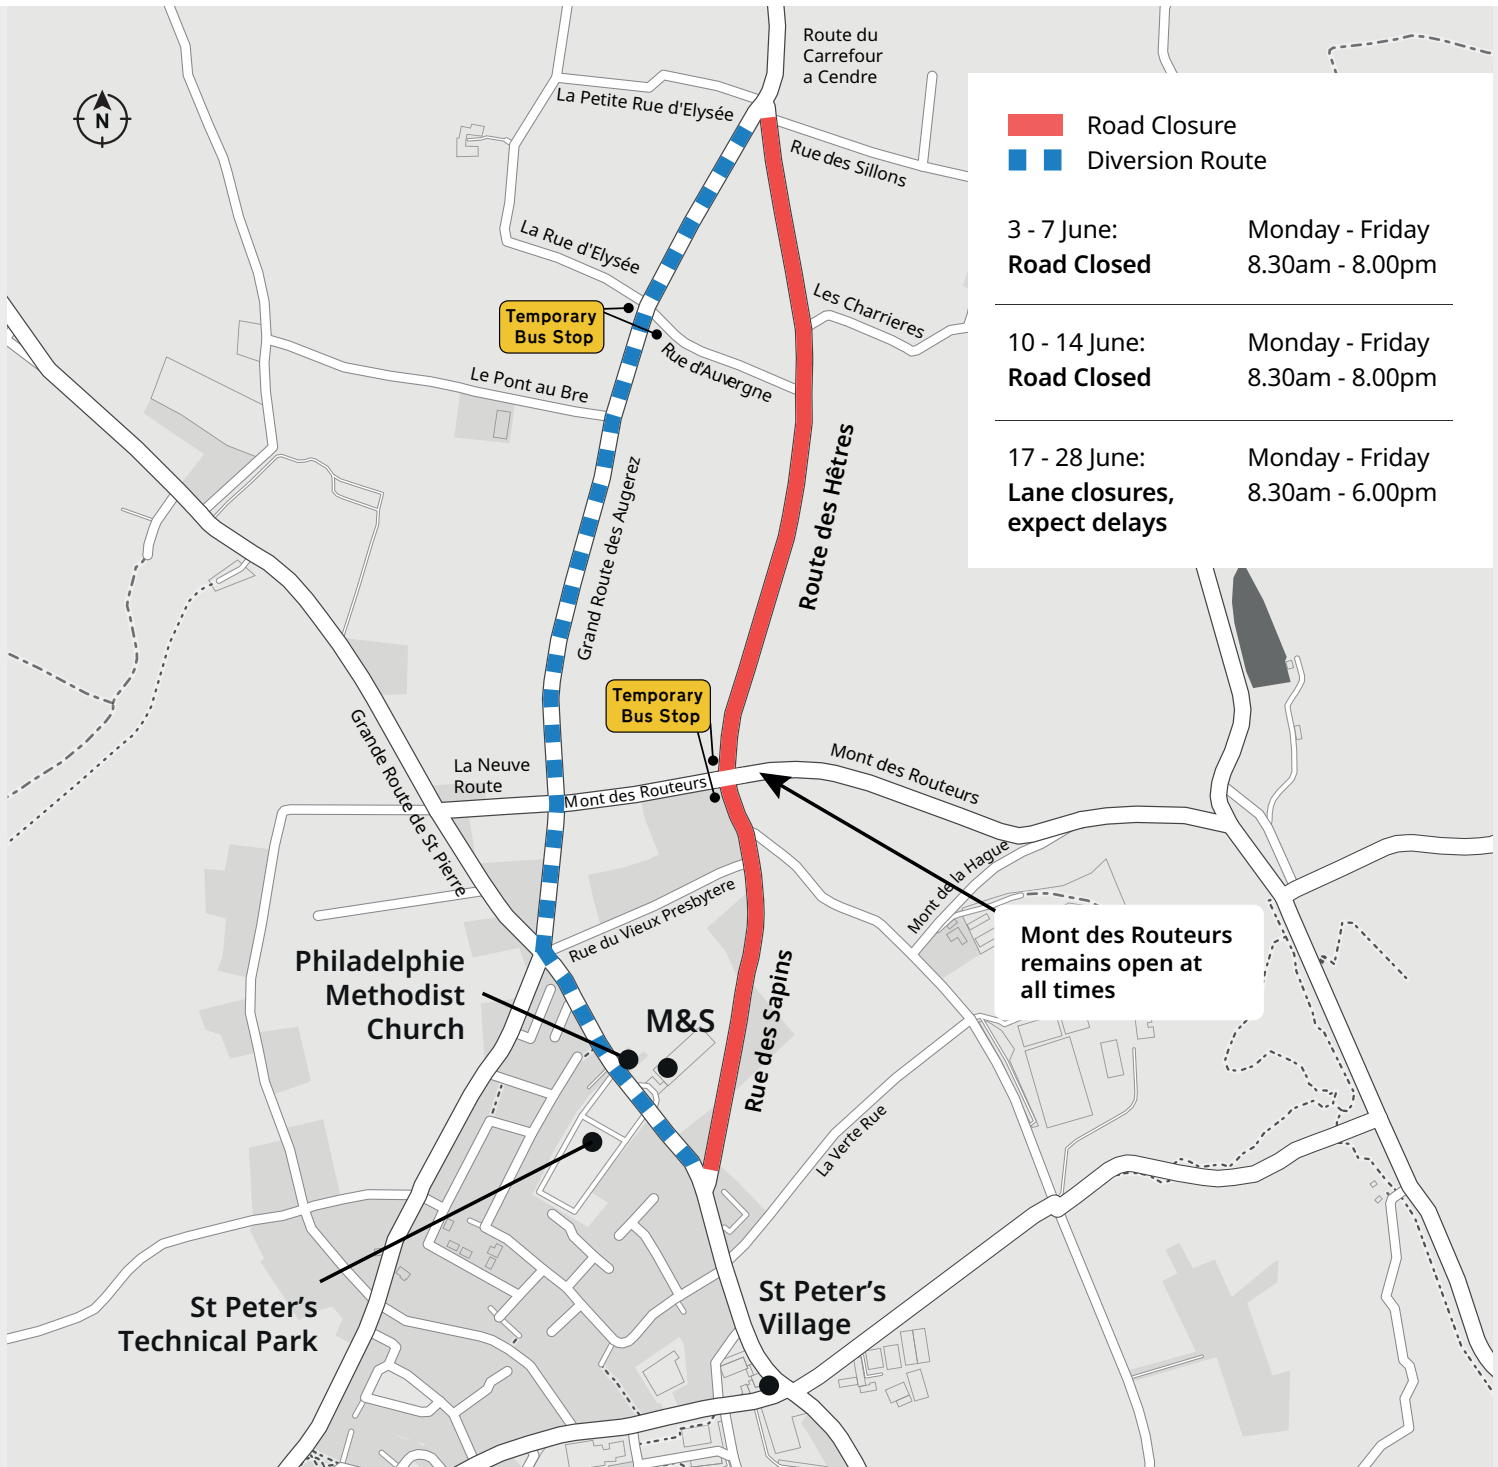 Route du
Carrefour
a Cendre
N
La Petite Rue d'Elysée
Rue des Sillons
Road Closure
Diversion Route
3 - 7 June:
Monday - Friday
Road Closed
8.30am - 8.00pm
10 - 14 June:
Monday - Friday
Road Closed
8.30am - 8.00pm
17 - 28 June:
Monday - Friday
Lane closures,
8.30am - 6.00pm
expect delays
La Rue d'Elysée
Temporary
Bus Stop
Les Charrieres
Rue d'Auvergne
Le Pont au Bre
Grand Route des Augerez
Route des Hêtres
Temporary
Bus Stop
Grande Route de St Pierre
La Neuve
Route
Mont des Routeurs
Mont des Routeurs
Mont de la Hague
Rue du Vieux Presbytere
Mont des Routeurs
remains open at
all times
Philadelphie
Methodist
Church
M&S
Rue des Sapins
La Verte Rue
St Peter’s
Technical Park
St Peter’s
Village